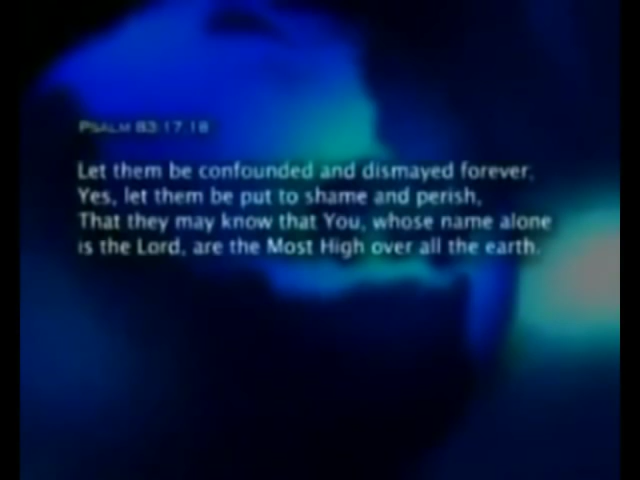 Psalm 83:17,18
Let them be confounded and dismayed forever,
Yes, let them be put to shame and perish,
That they may know that You, whose name alone
is the Lord, are the Most High over all the earth.